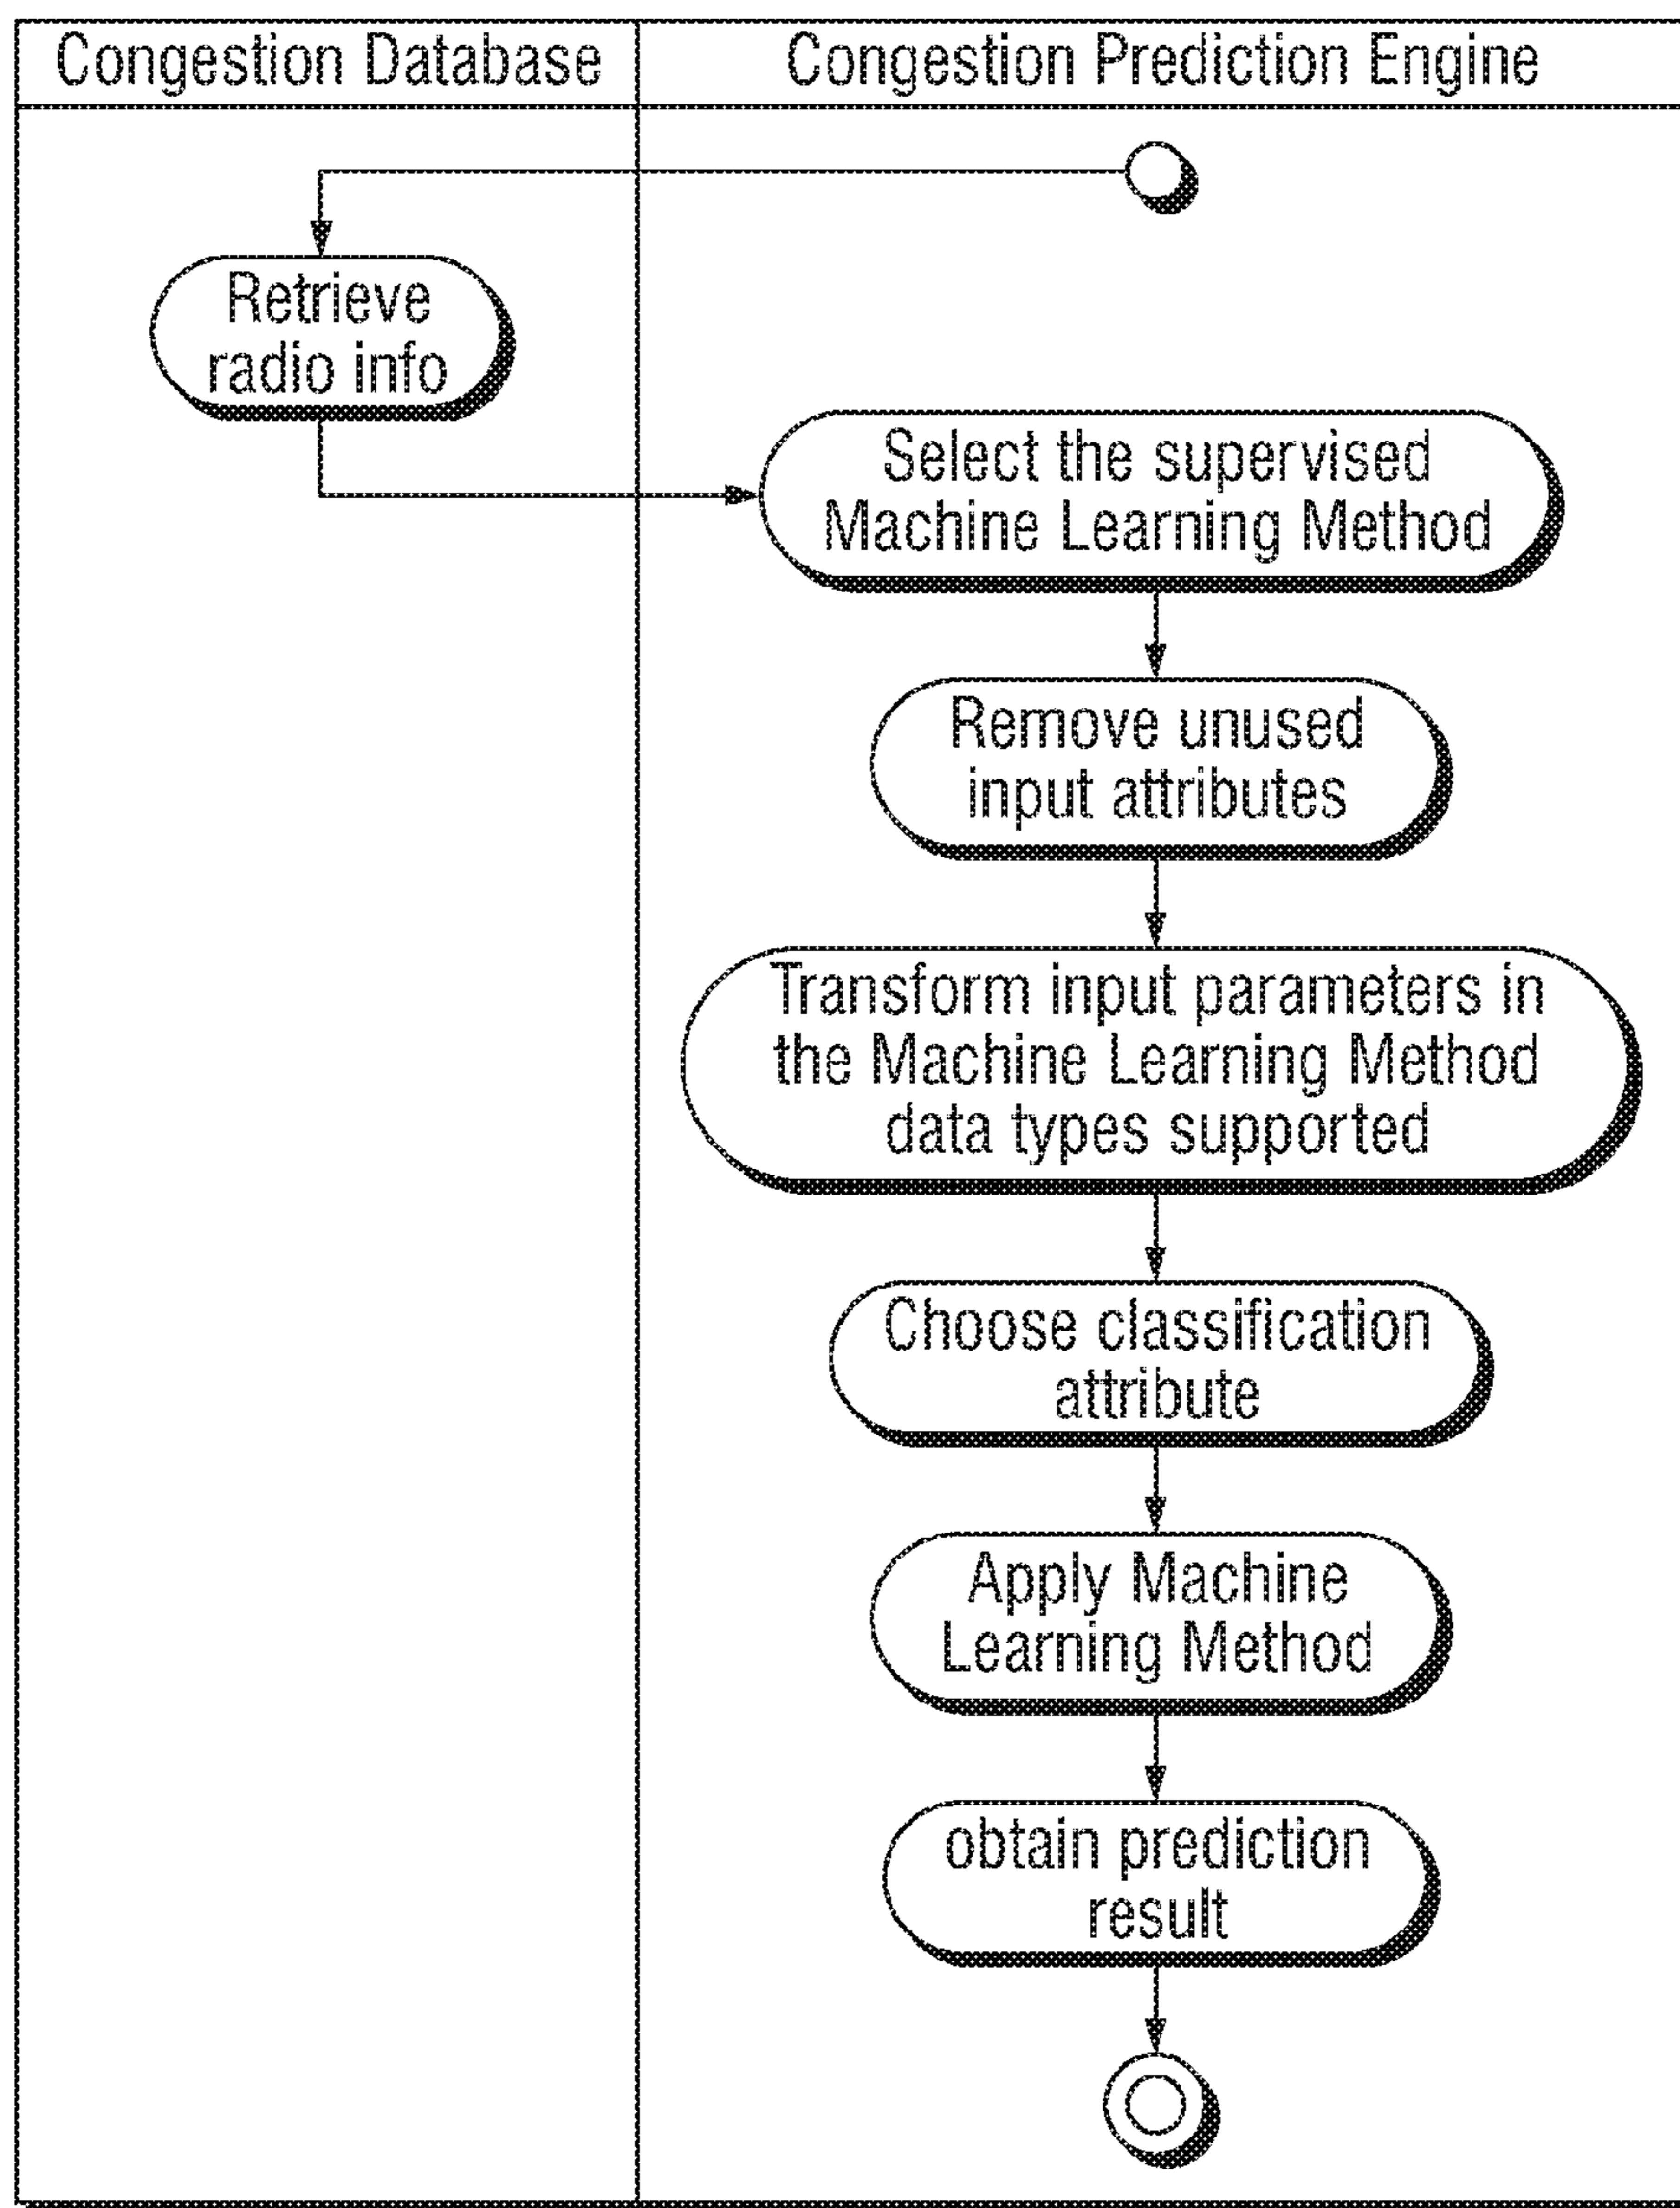 Congestion Database
Congestion Prediction Engine
Retrieve
radio info
Select the supervised
Machine Learning Method
Remove unused
input attributes
Transform input parameters in
the Machine Learning Method
data types supported
Choose classification
attribute
Apply Machine
Learning Method
obtain prediction
result